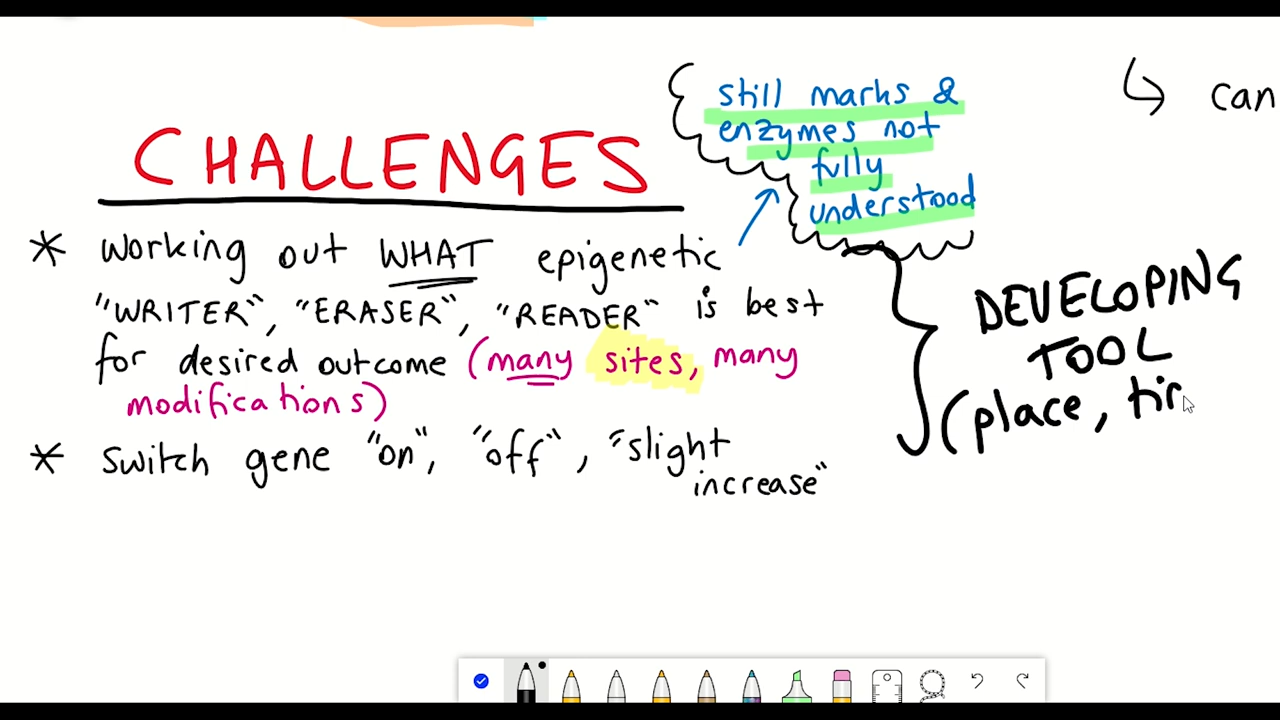 CHALLENGES
still marks &
enzymes not
fully
understood
↳ can
* working out WHAT epigenetic
"WRITER", "ERASER", "READER" is best
for desired outcome (many sites, many
modifications)
* switch gene "on", "off", "slight
increase"
DEVELOPING
TOOL
(place, tir